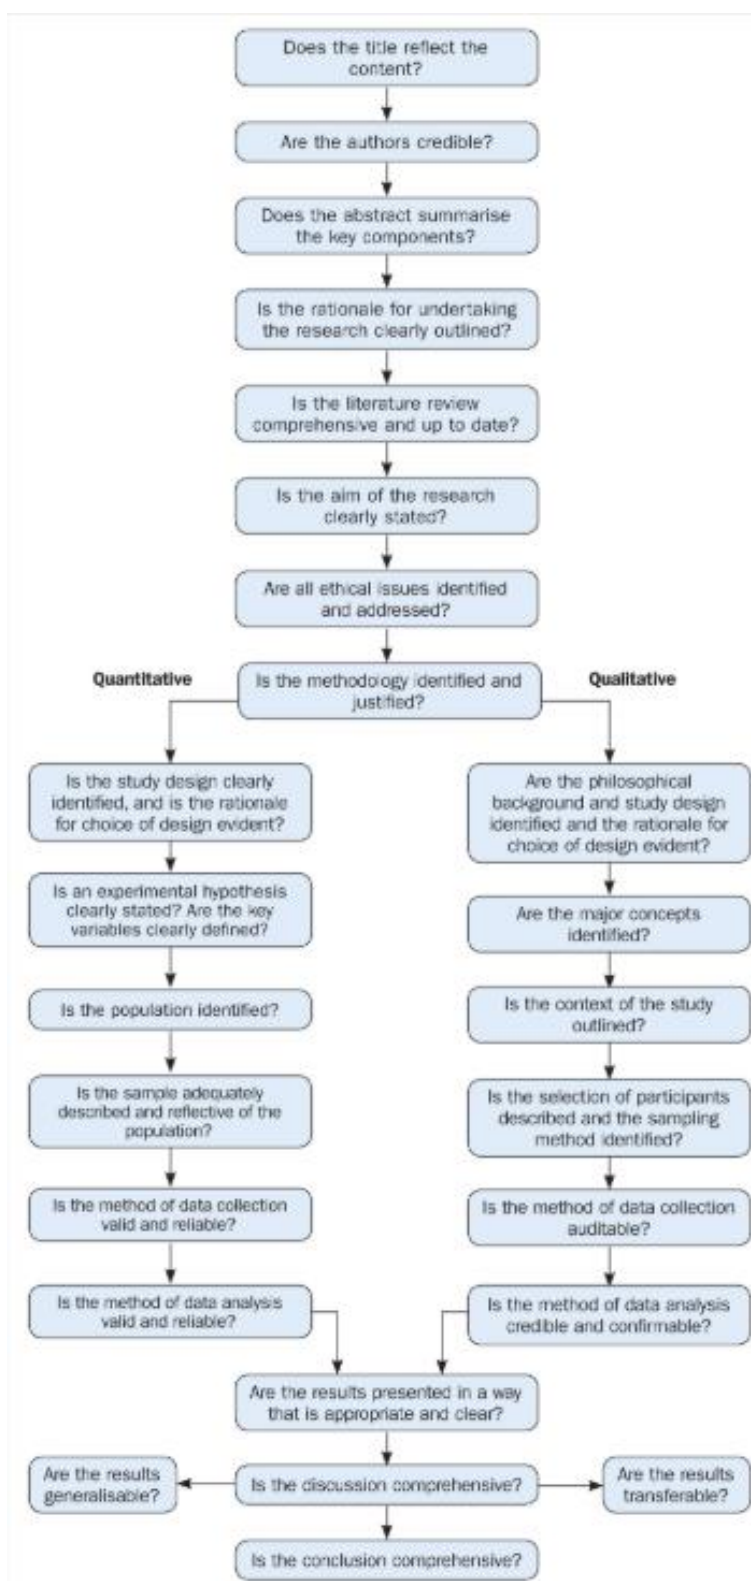 Does the title reflect the
content?
Are the authors credible?
Does the abstract summarise
the key components?
Is the rationale for undertaking
the research clearly outlined?
Is the literature review
comprehensive and up to date?
Is the aim of the research
clearly stated?
Are all ethical issues identified
and addressed?
Is the methodology identified and
justified?
Quantitative
Is the study design clearly
identified, and is the rationale
for choice of design evident?
Is an experimental hypothesis
clearly stated? Are the key
variables clearly defined?
Is the population identified?
Is the sample adequately
described and reflective of the
population?
Is the method of data collection
valid and reliable?
Is the method of data analysis
valid and reliable?
Qualitative
Are the philosophical
background and study design
identified and the rationale for
choice of design evident?
Are the major concepts
identified?
Is the context of the study
outlined?
Is the selection of participants
described and the sampling
method identified?
Is the method of data collection
auditable?
Is the method of data analysis
credible and confirmable?
Are the results presented in a way
that is appropriate and clear?
Are the results
generalisable?
Is the discussion comprehensive?
Are the results
transferable?
Is the conclusion comprehensive?